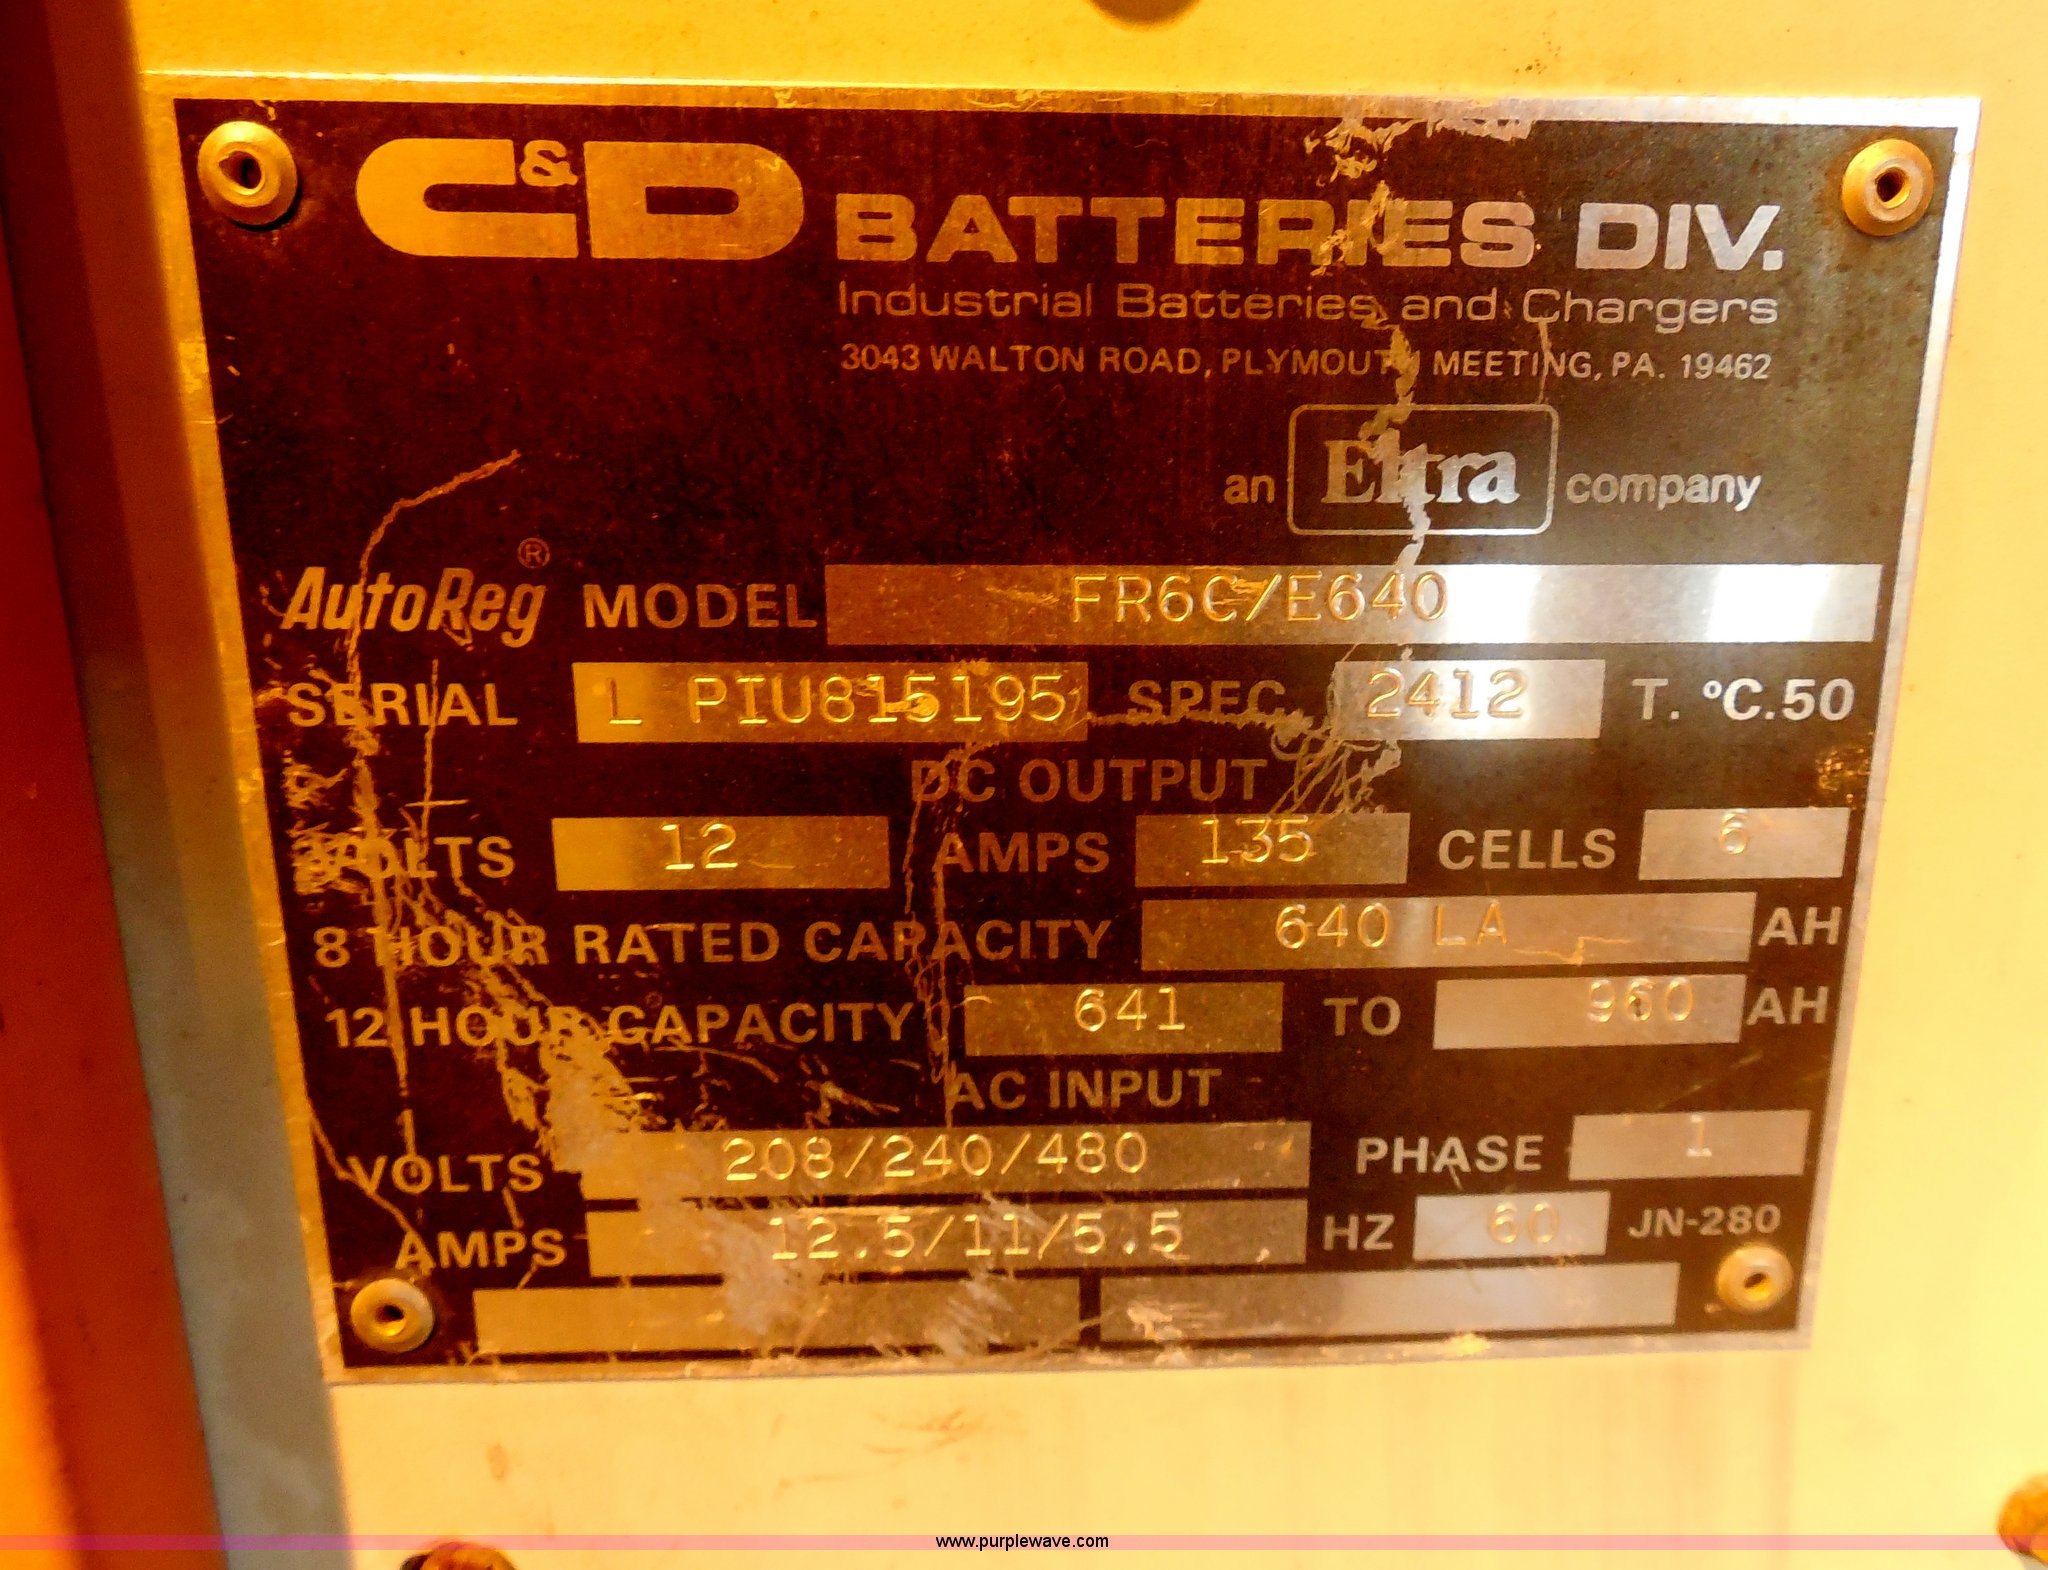 C&D BATTERIES DIV.
Industrial Batteries and Chargers
3043 WALTON ROAD, PLYMOUTH MEETING, PA. 19462
an Eltra company
AutoReg® MODEL FR6C/E640
SERIAL L PIU815195 SPEC. 2412 T. °C.50
DC OUTPUT
VOLTS 12 AMPS 135 CELLS 6
8 HOUR RATED CAPACITY 640 LA AH
12 HOUR CAPACITY 641 TO 960 AH
AC INPUT
VOLTS 208/240/480 PHASE 1
AMPS 12.5/11/5.5 HZ 60 JN-280
www.purplewave.com